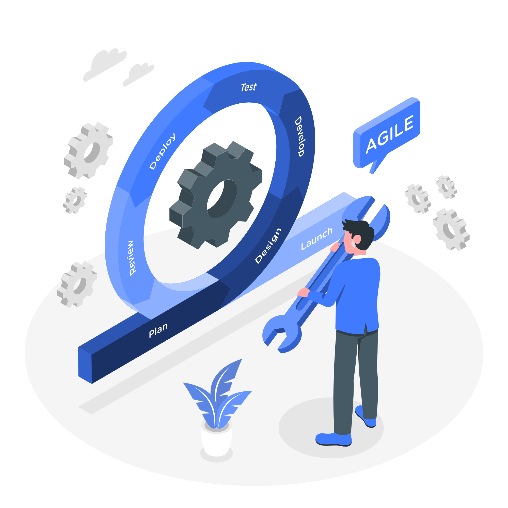 Test
Develop
AGILE
Deploy
Design
Launch
Review
Plan